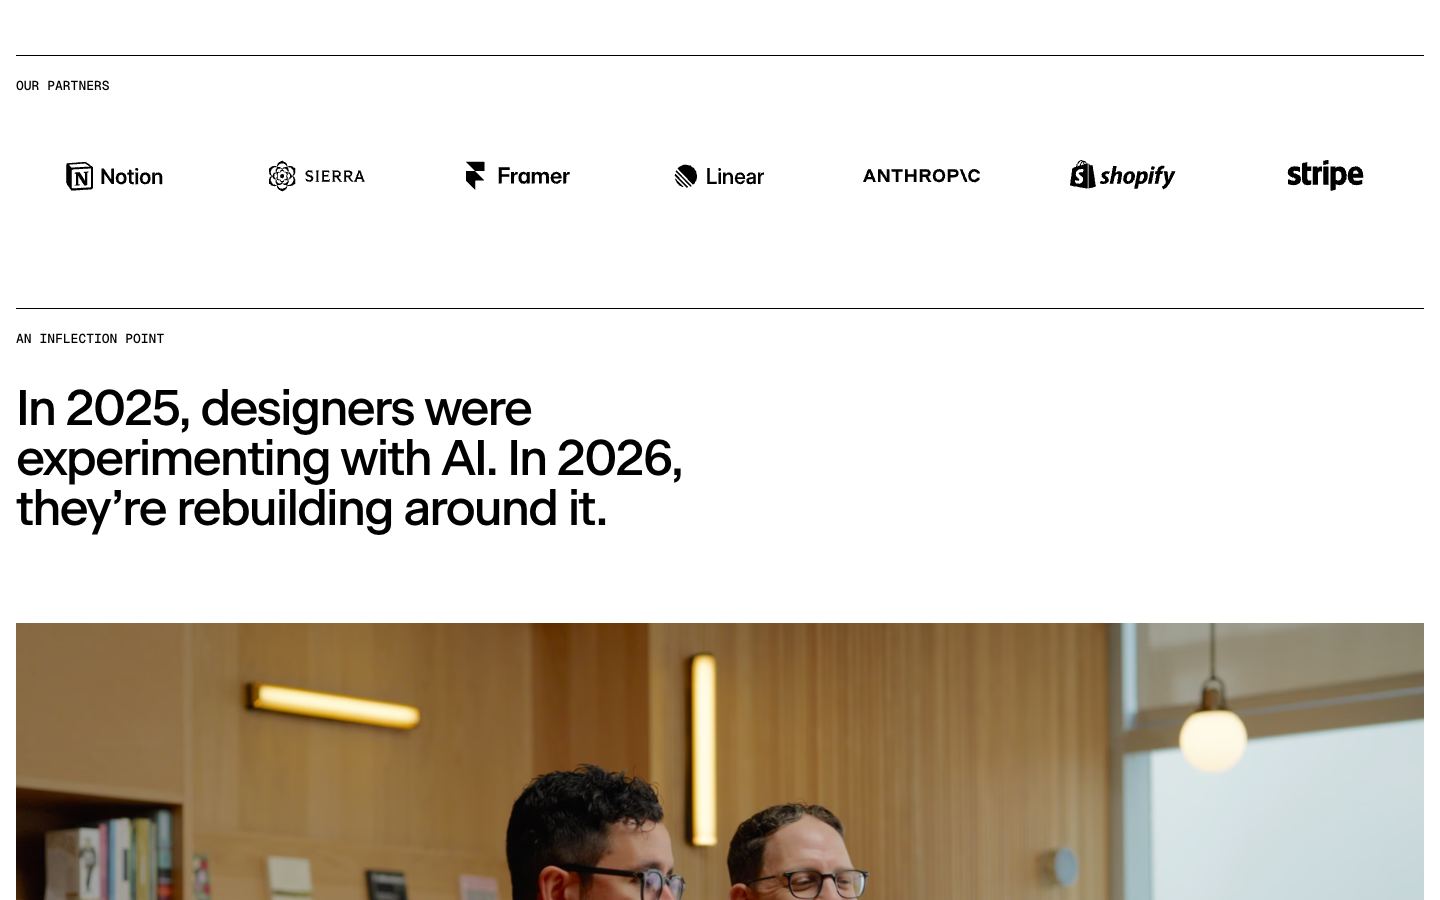 OUR PARTNERS
Notion
SIERRA
Framer
Linear
ANTHROP\C
shopify
stripe
AN INFLECTION POINT
In 2025, designers were
experimenting with AI. In 2026,
they’re rebuilding around it.